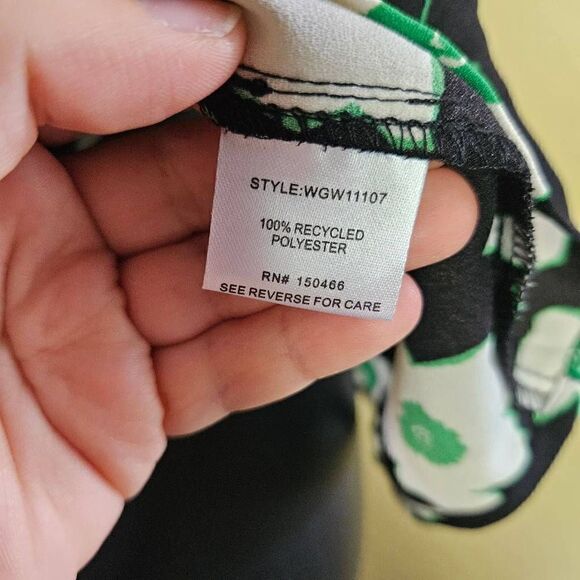 STYLE:WGW11107
100% RECYCLED
POLYESTER
RN# 150466
SEE REVERSE FOR CARE